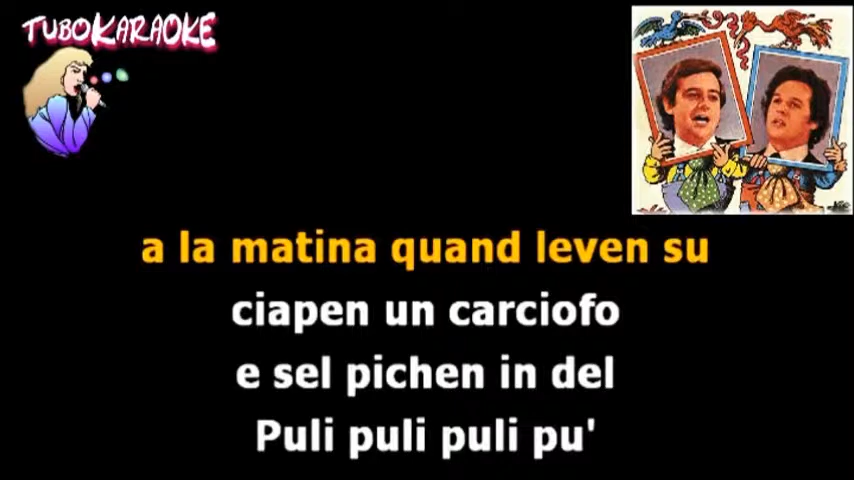 TUBOKARAOKE
a la matina quand leven su
ciapen un carciofo
e sel pichen in del
Puli puli puli pu'